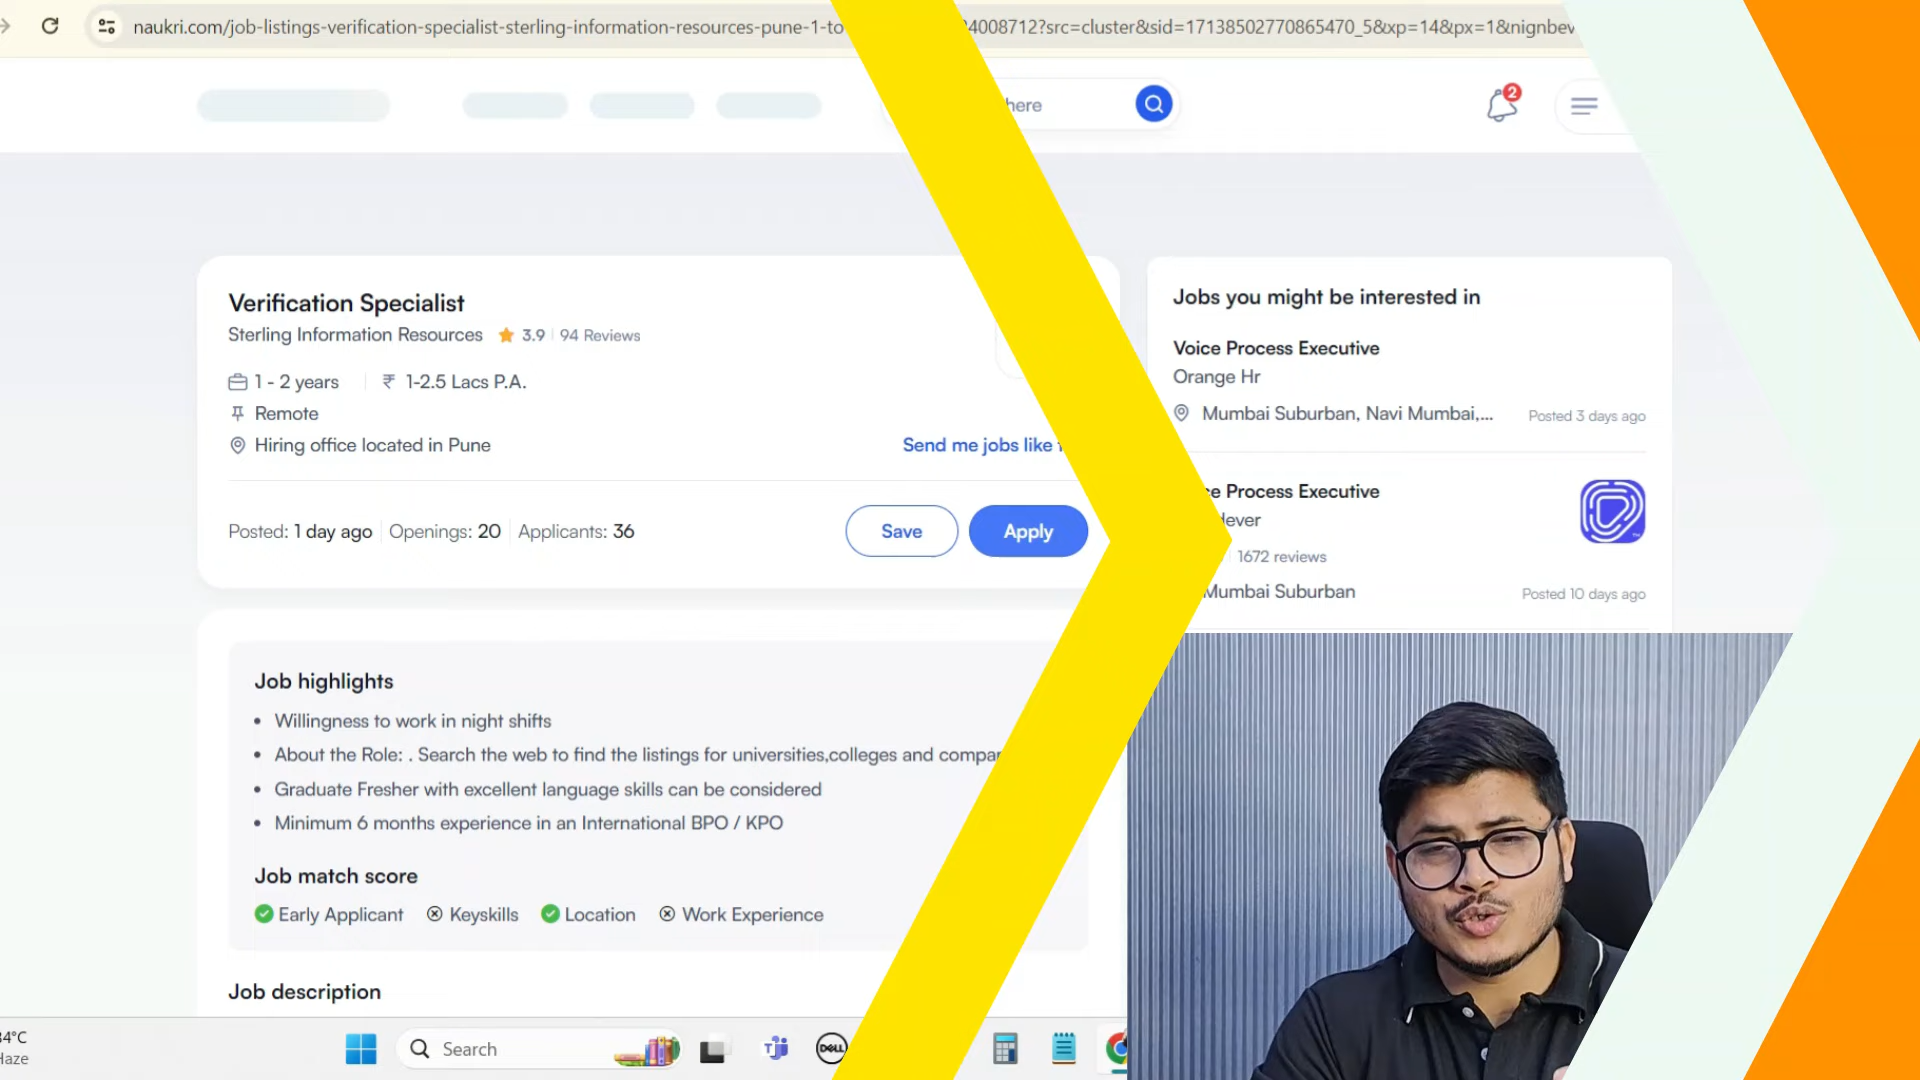 naukri.com/job-listings-verification-specialist-sterling-information-resources-pune-1-to
4008712?src=cluster&sid=17138502770865470_5&xp=14&px=1&nignbev
here
2
Verification Specialist
Sterling Information Resources 3.9 94 Reviews
1 - 2 years ₹ 1-2.5 Lacs P.A.
Remote
Hiring office located in Pune
Send me jobs like
Posted: 1 day ago Openings: 20 Applicants: 36
Save
Apply
Job highlights
• Willingness to work in night shifts
• About the Role: . Search the web to find the listings for universities,colleges and compar
• Graduate Fresher with excellent language skills can be considered
• Minimum 6 months experience in an International BPO / KPO
Job match score
Early Applicant Keyskills Location Work Experience
Job description
Jobs you might be interested in
Voice Process Executive
Orange Hr
Mumbai Suburban, Navi Mumbai,... Posted 3 days ago
ce Process Executive
lever
1672 reviews
Mumbai Suburban
Posted 10 days ago
34°C
Haze
Search
DELL